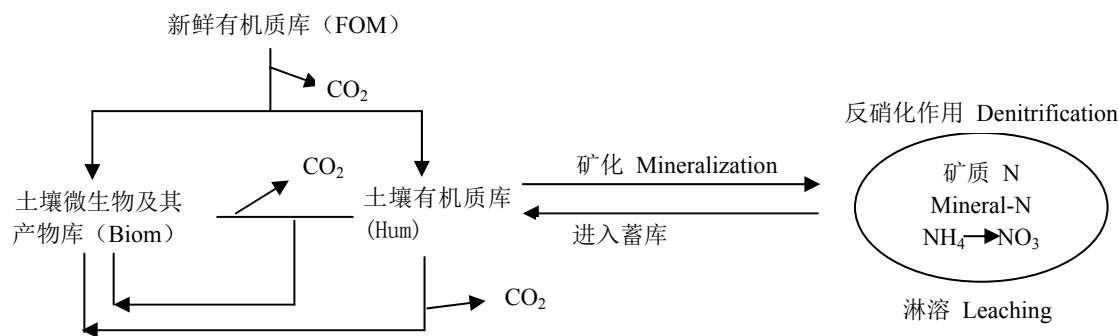 新鲜有机质库（FOM）
CO2
反硝化作用 Denitrification
CO2
矿化 Mineralization
矿质 N
Mineral-N
NH4 NO3
土壤微生物及其
产物库（Biom）
土壤有机质库
(Hum)
进入蓄库
CO2
淋溶 Leaching